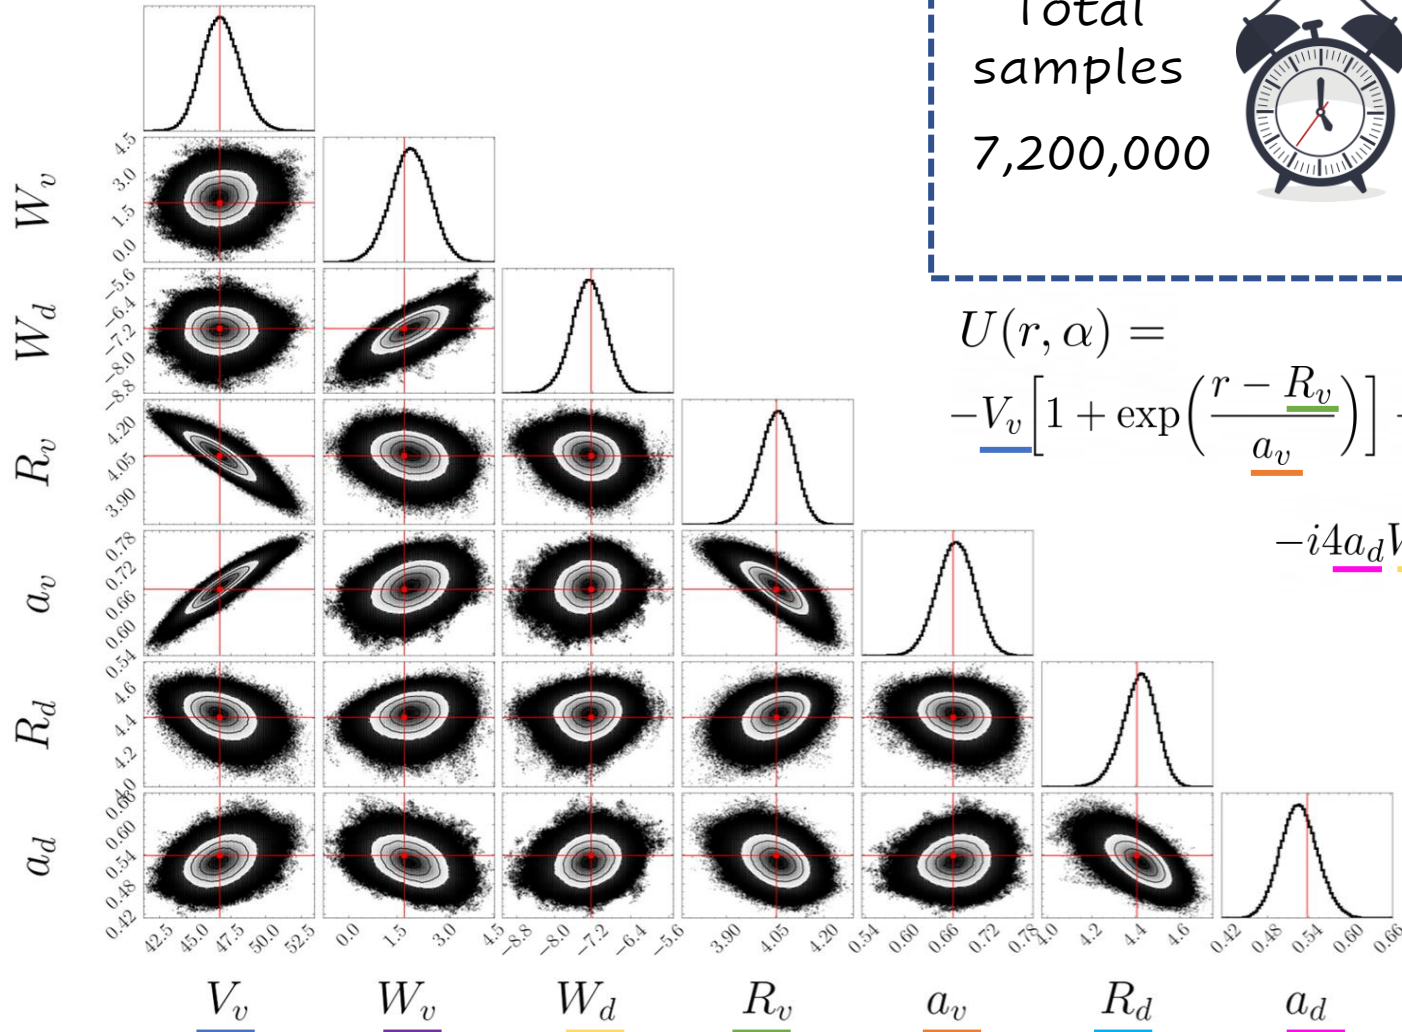 Total
samples
7,200,000
U(r, α) =
−V_v[1 + exp((r − R_v)/a_v)] −
−i4a_d
W_v
4.5
3.0
1.5
0.0
W_d
−5.6
−6.4
−7.2
−8.0
−8.8
R_v
4.20
4.05
3.90
a_v
0.78
0.72
0.66
0.60
0.54
R_d
4.6
4.4
4.2
4.0
a_d
0.66
0.60
0.54
0.48
0.42
42.5 45.0 47.5 50.0 52.5 0.0 1.5 3.0 4.5 −8.8 −8.0 −7.2 −6.4 −5.6 3.90 4.05 4.20 0.54 0.60 0.66 0.72 0.78 4.0 4.2 4.4 4.6 0.42 0.48 0.54 0.60 0.66
V_v W_v W_d R_v a_v R_d a_d